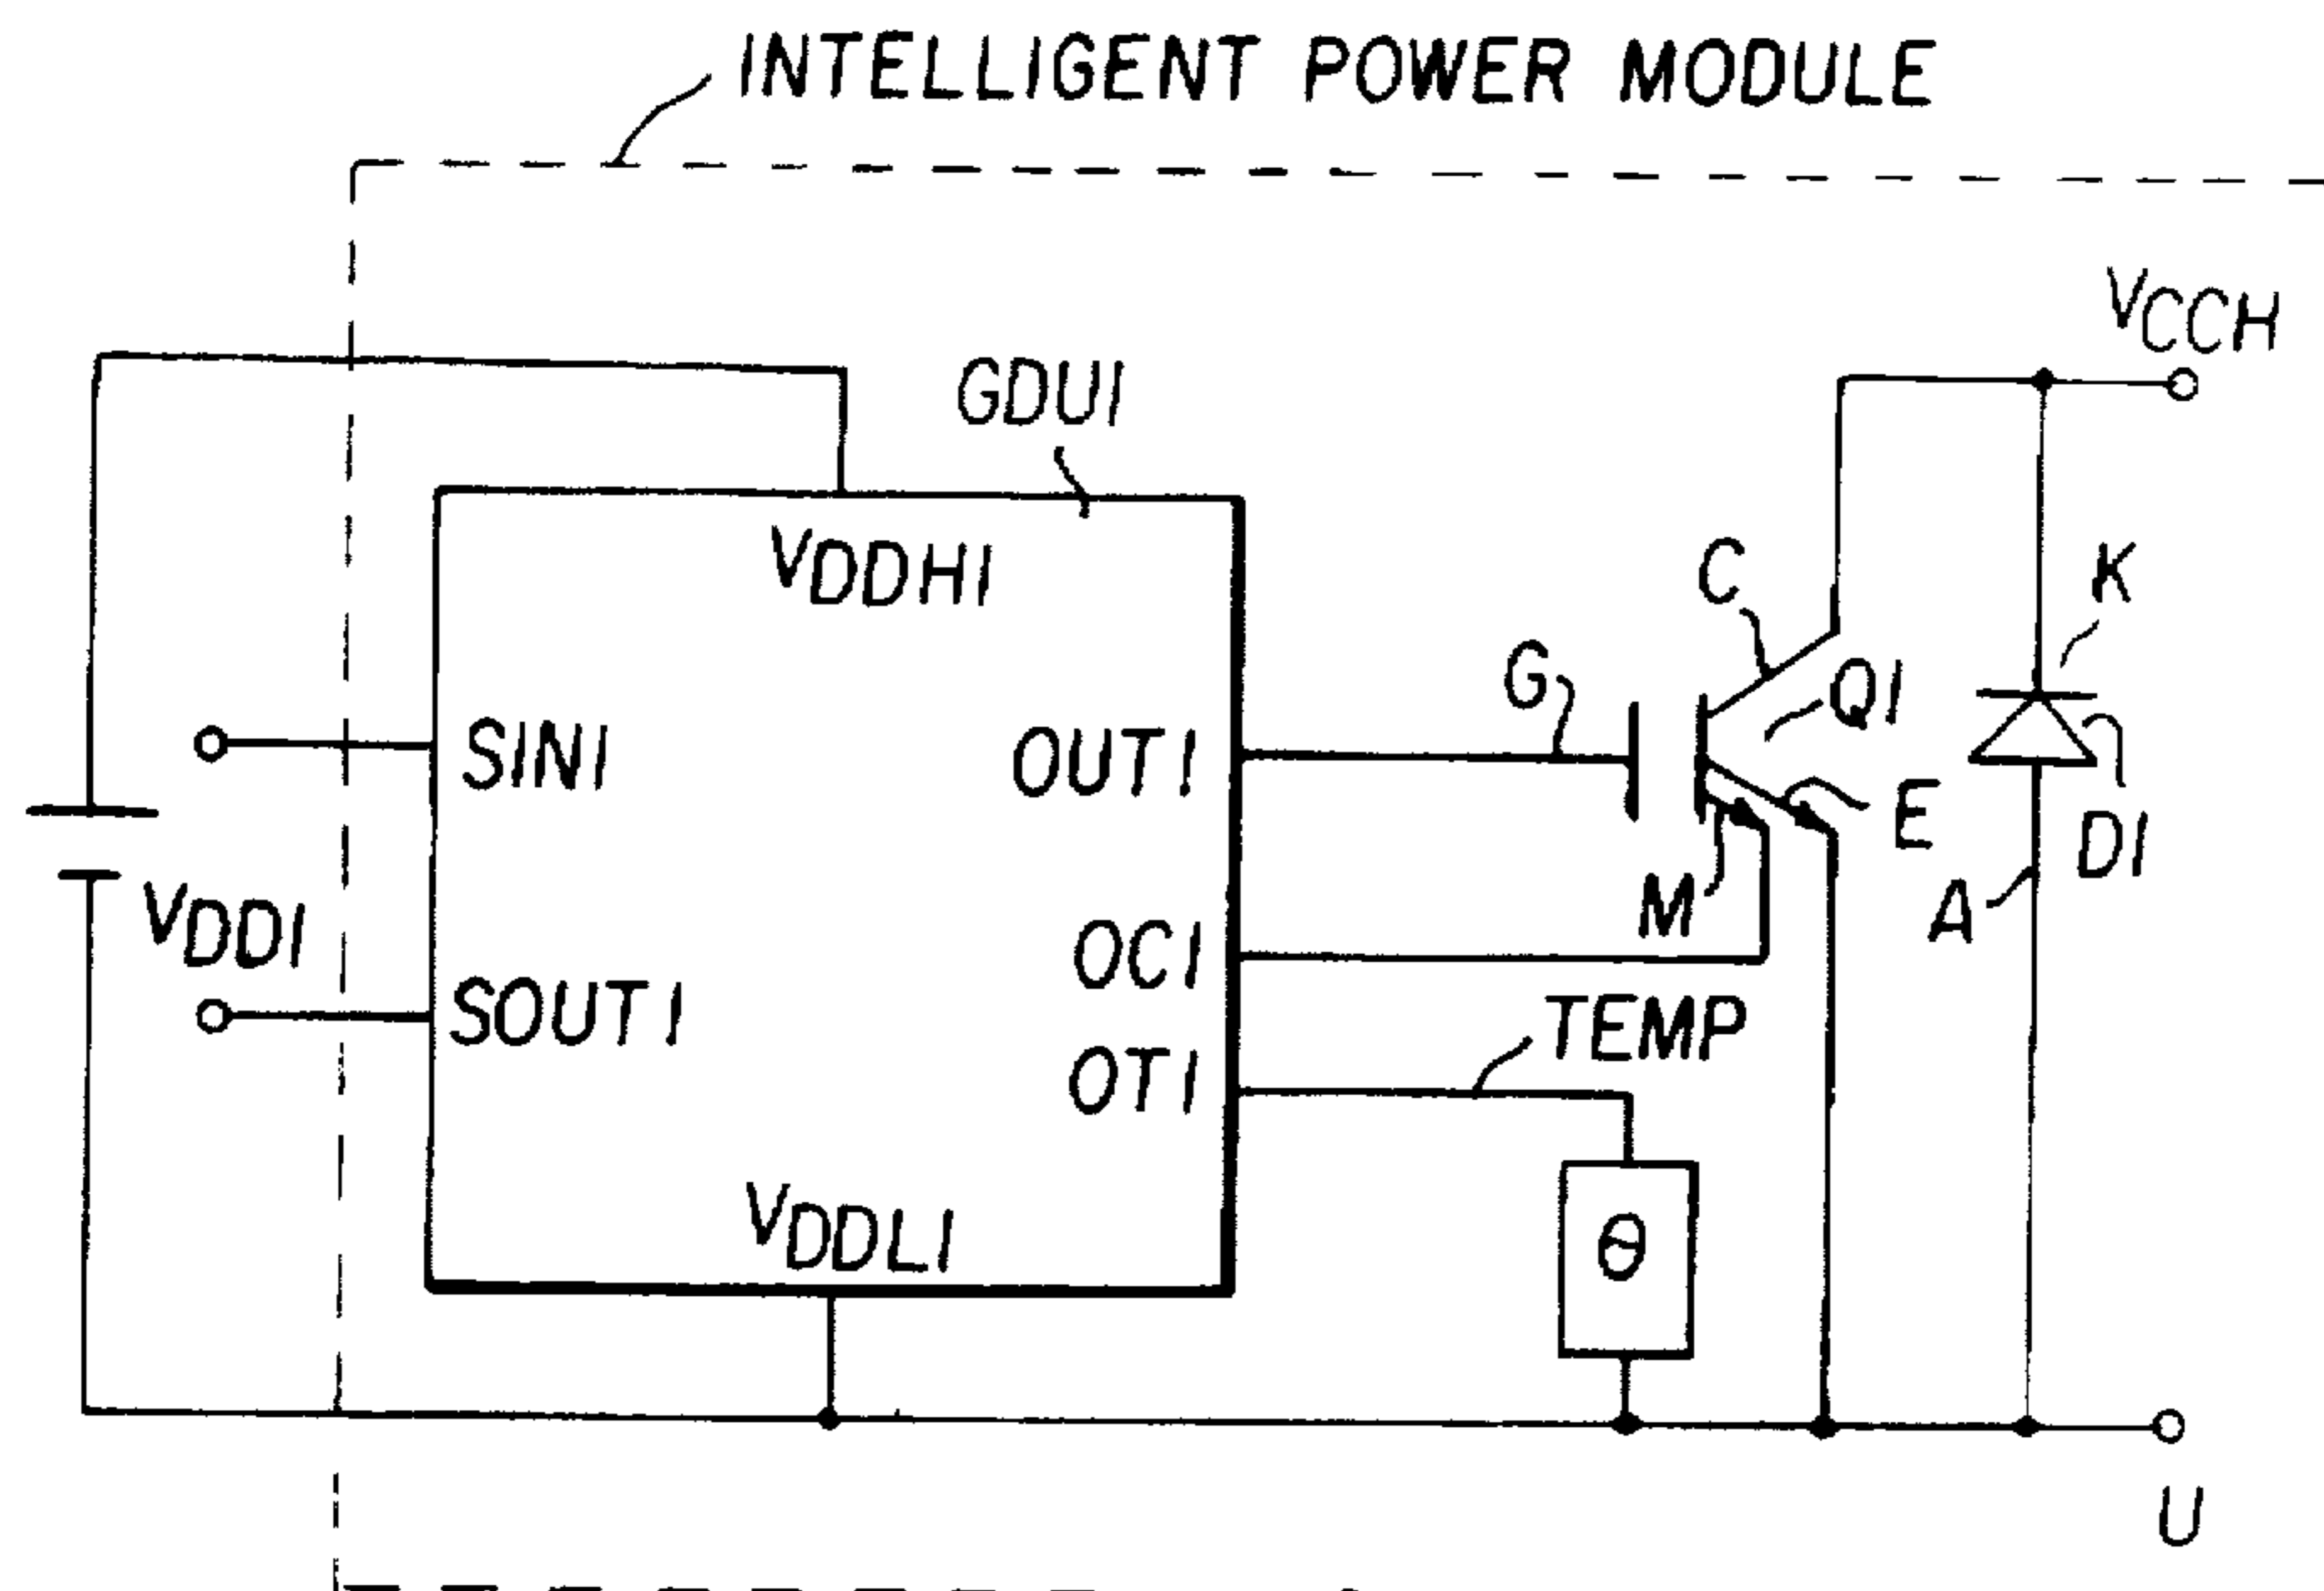 INTELLIGENT POWER MODULE
VCCH
GDU1
VDDH1
C
K
G
Q1
SIN1
OUT1
E
D1
M
A
VDD1
OC1
SOUT1
TEMP
OT1
VDDL1
θ
U